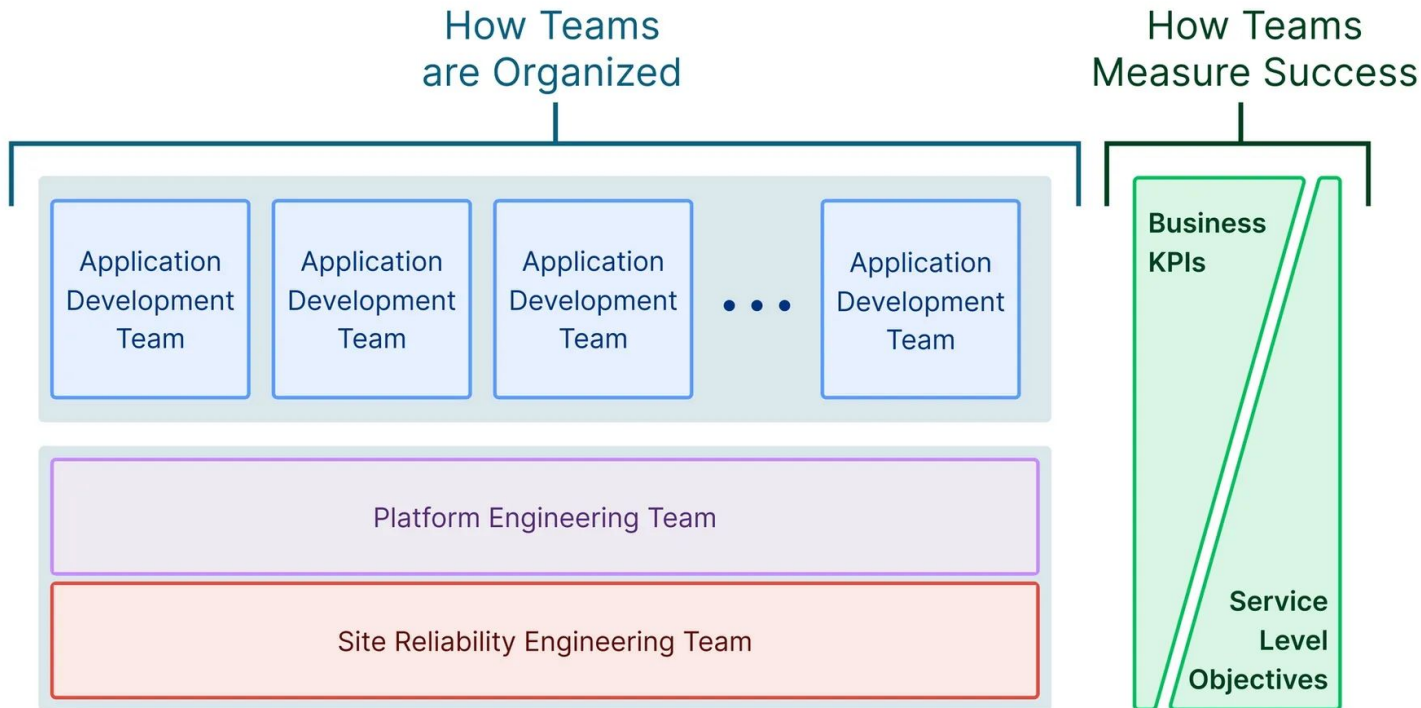 How Teams
are Organized
How Teams
Measure Success
Application
Development
Team
Application
Development
Team
Application
Development
Team
Application
Development
Team
Business
KPIs
Platform Engineering Team
Site Reliability Engineering Team
Service
Level
Objectives